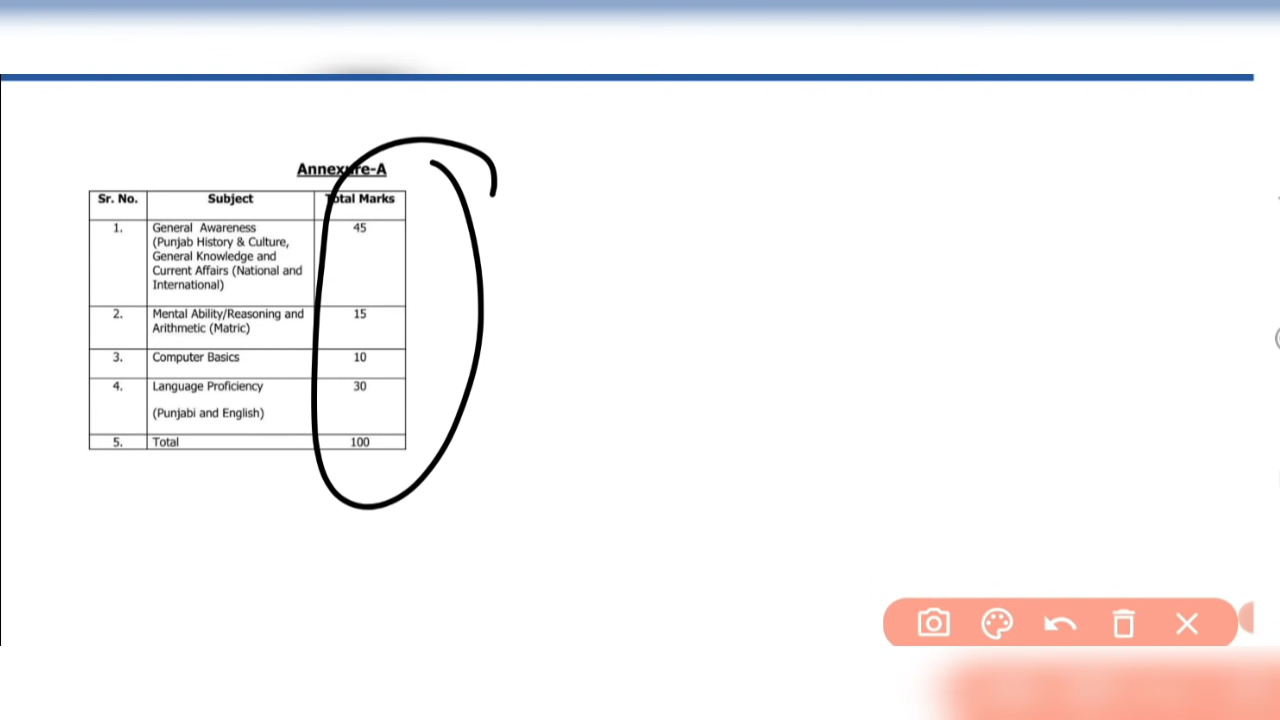 Annexure-A
Sr. No. Subject Total Marks
1. General Awareness 45
(Punjab History & Culture,
General Knowledge and
Current Affairs (National and
International)
2. Mental Ability/Reasoning and 15
Arithmetic (Matric)
3. Computer Basics 10
4. Language Proficiency 30
(Punjabi and English)
5. Total 100